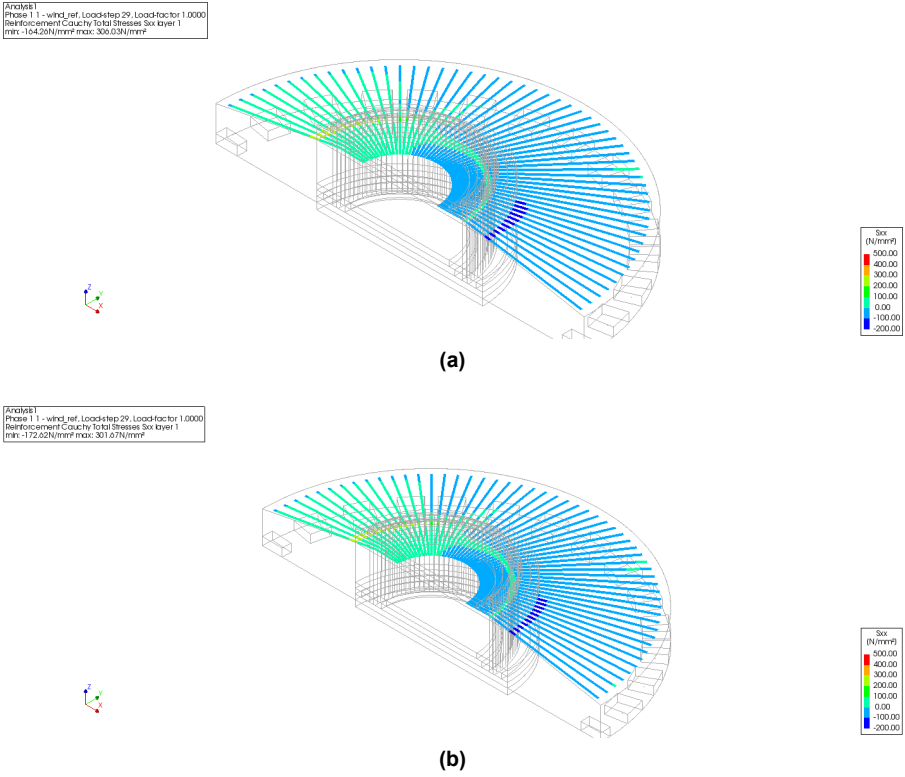 Analysis1
Phase 1 1 - wind_ref, Load-step 29, Load-factor 1.0000
Reinforcement Cauchy Total Stresses Sxx layer 1
min: -164.26N/mm² max: 306.03N/mm²
Sxx
(N/mm²)
500.00
400.00
300.00
200.00
100.00
0.00
-100.00
-200.00
Z
Y
X
(a)
Analysis1
Phase 1 1 - wind_ref, Load-step 29, Load-factor 1.0000
Reinforcement Cauchy Total Stresses Sxx layer 1
min: -172.62N/mm² max: 301.67N/mm²
Sxx
(N/mm²)
500.00
400.00
300.00
200.00
100.00
0.00
-100.00
-200.00
Z
Y
X
(b)